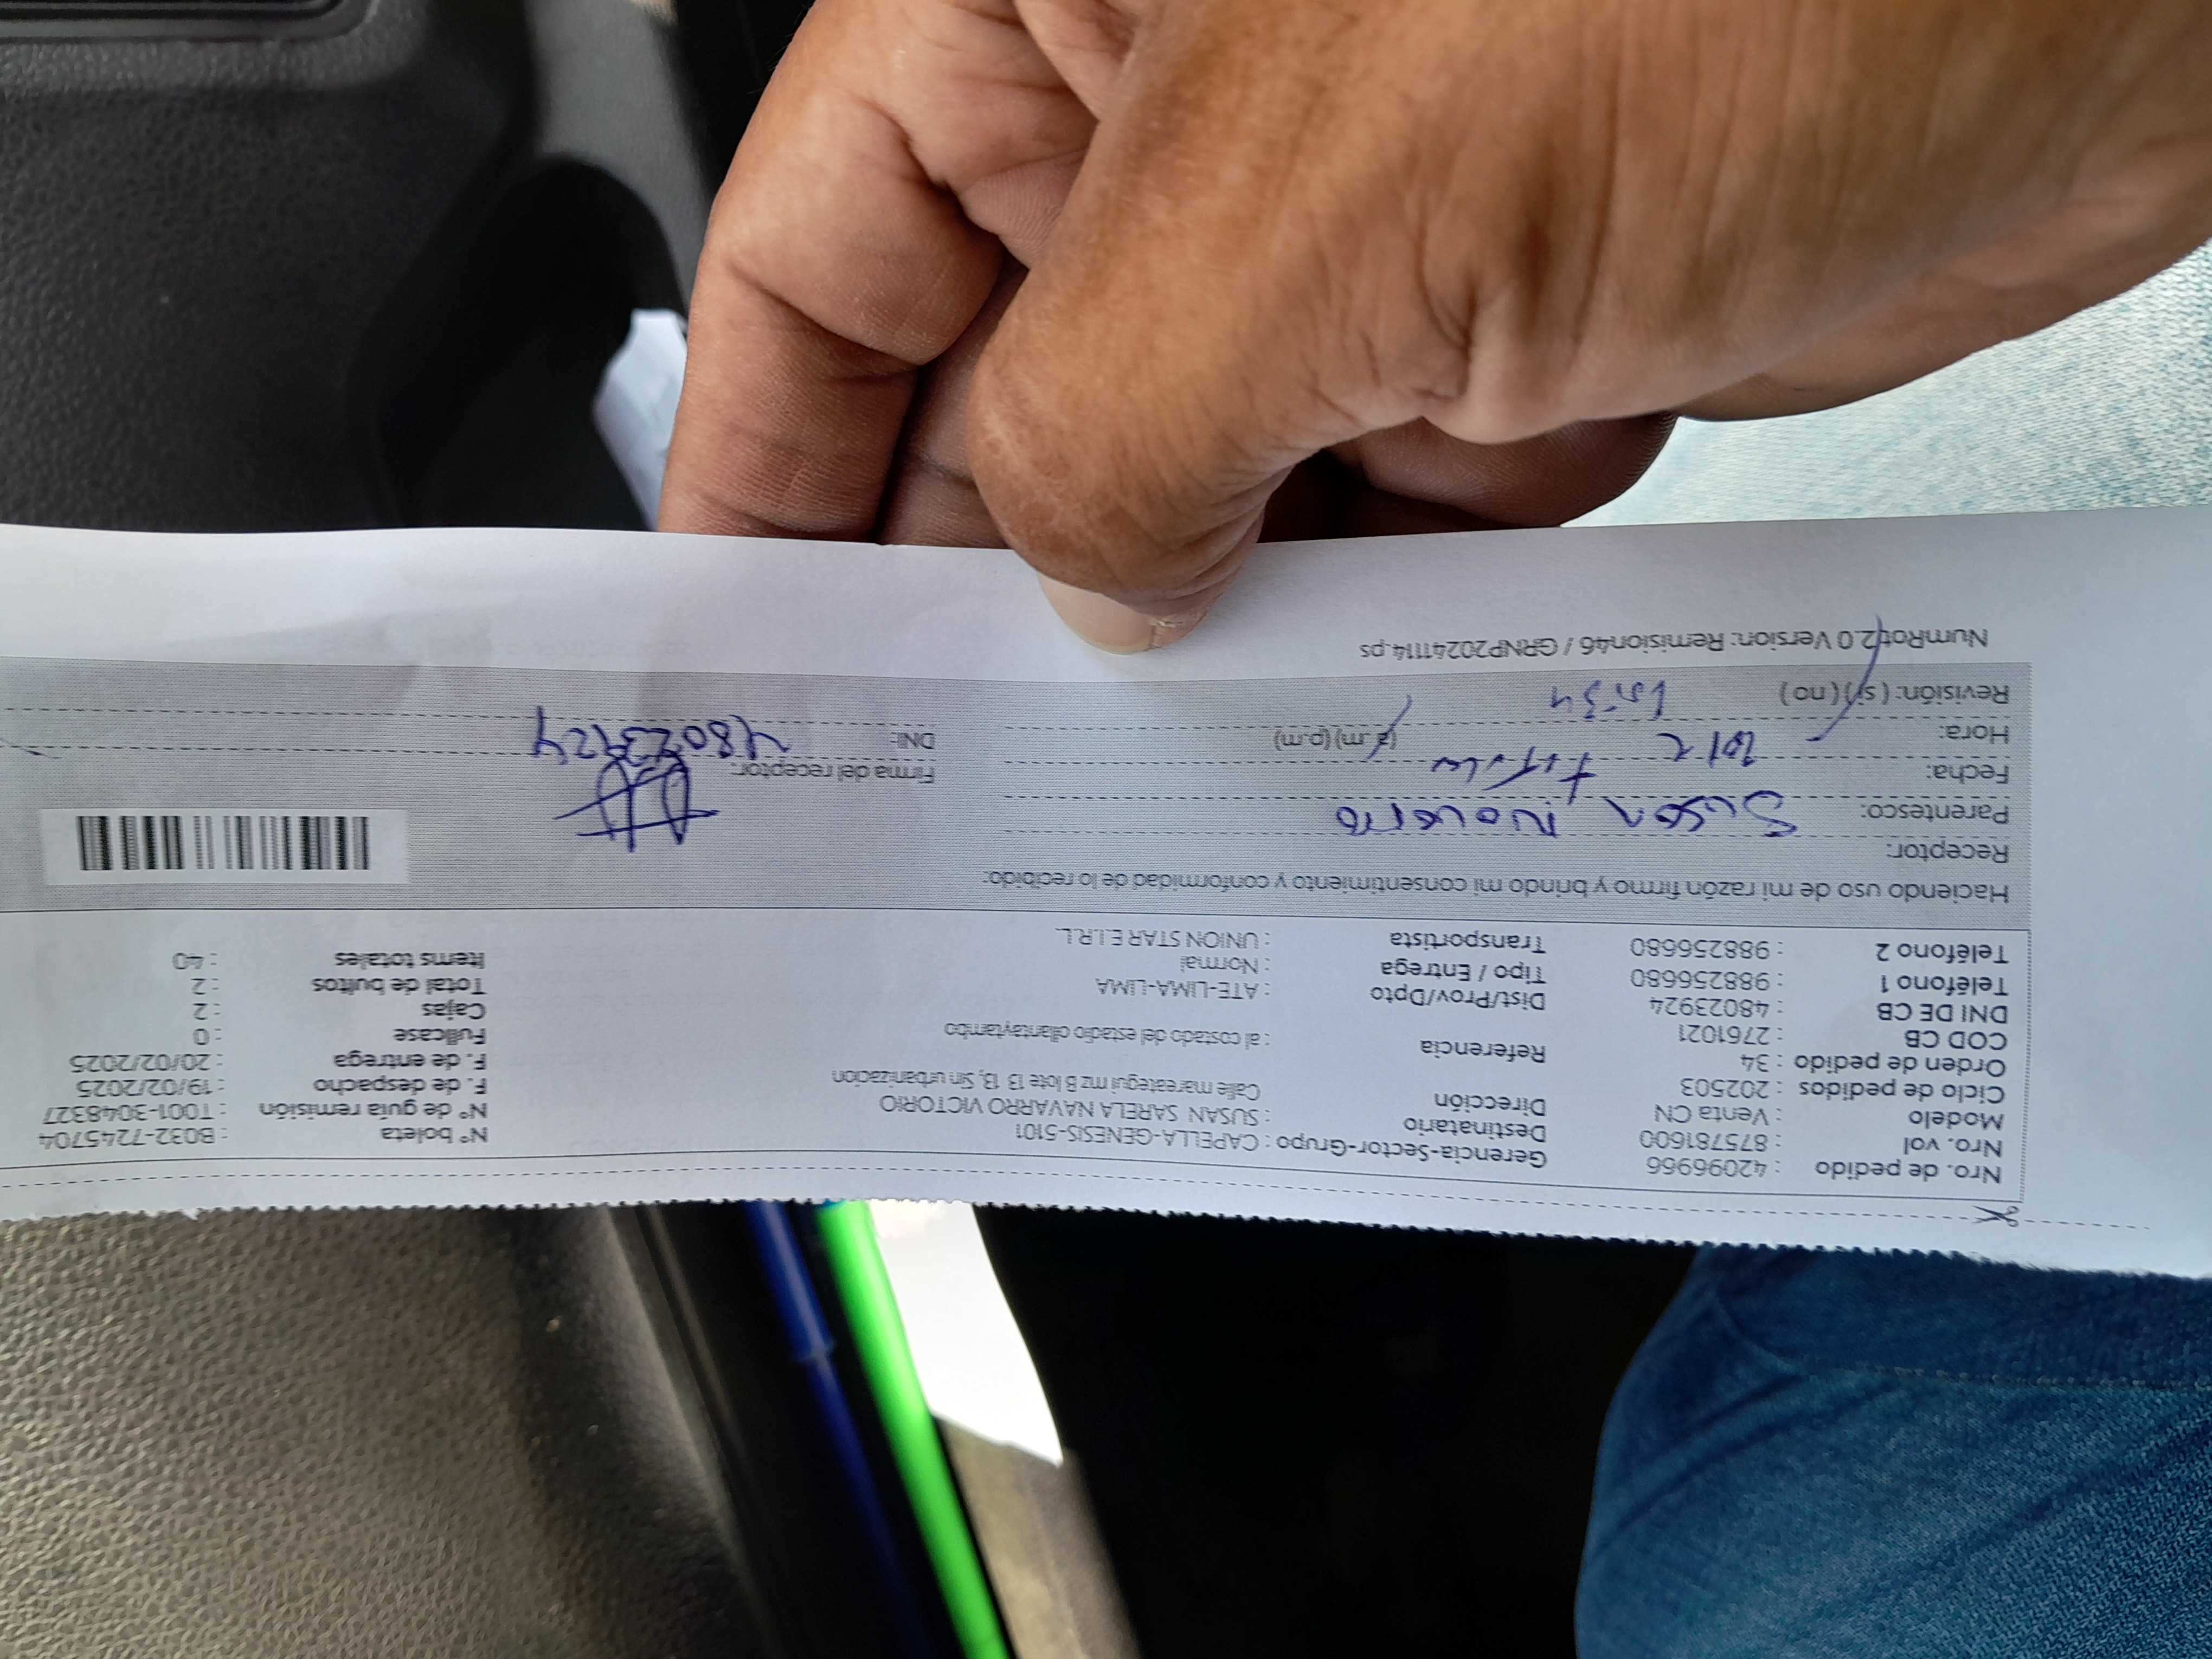 Nro. de pedido : 42096966
Nro. vol : 875781600
Modelo : Venta CN
Ciclo de pedidos : 202503
Orden de pedido : 34
COD CB : 2761021
DNI DE CB : 48023924
Teléfono 1 : 988256680
Teléfono 2 : 988256680
Gerencia-Sector-Grupo : CAPELLA-GENESIS-5101
Destinatario : SUSAN SARELA NAVARRO VICTORIO
Dirección Calle mareategui mz B lote 13 13, Sin urbanizacion
Referencia : al costado del estadio ollantaytambo
Dist/Prov/Dpto : ATE-LIMA-LIMA
Tipo / Entrega : Normal
Transportista : UNION STAR E.I.R.L.
N° boleta : B032-7245704
N° de guía remisión : T001-3048327
F. de despacho : 19/02/2025
F. de entrega : 20/02/2025
Fullcase : 0
Cajas : 2
Total de bultos : 2
Items totales : 40
Haciendo uso de mi razón firmo y brindo mi consentimiento y conformidad de lo recibido:
Receptor:
Parentesco: Susan Navarro
Fecha:
Hora: (a.m) (p.m)
Revisión: ( si ) ( no )
Firma del receptor:
DNI: 48023924
NumRot2.0 Version: Remision46 / GRNP20241114.ps